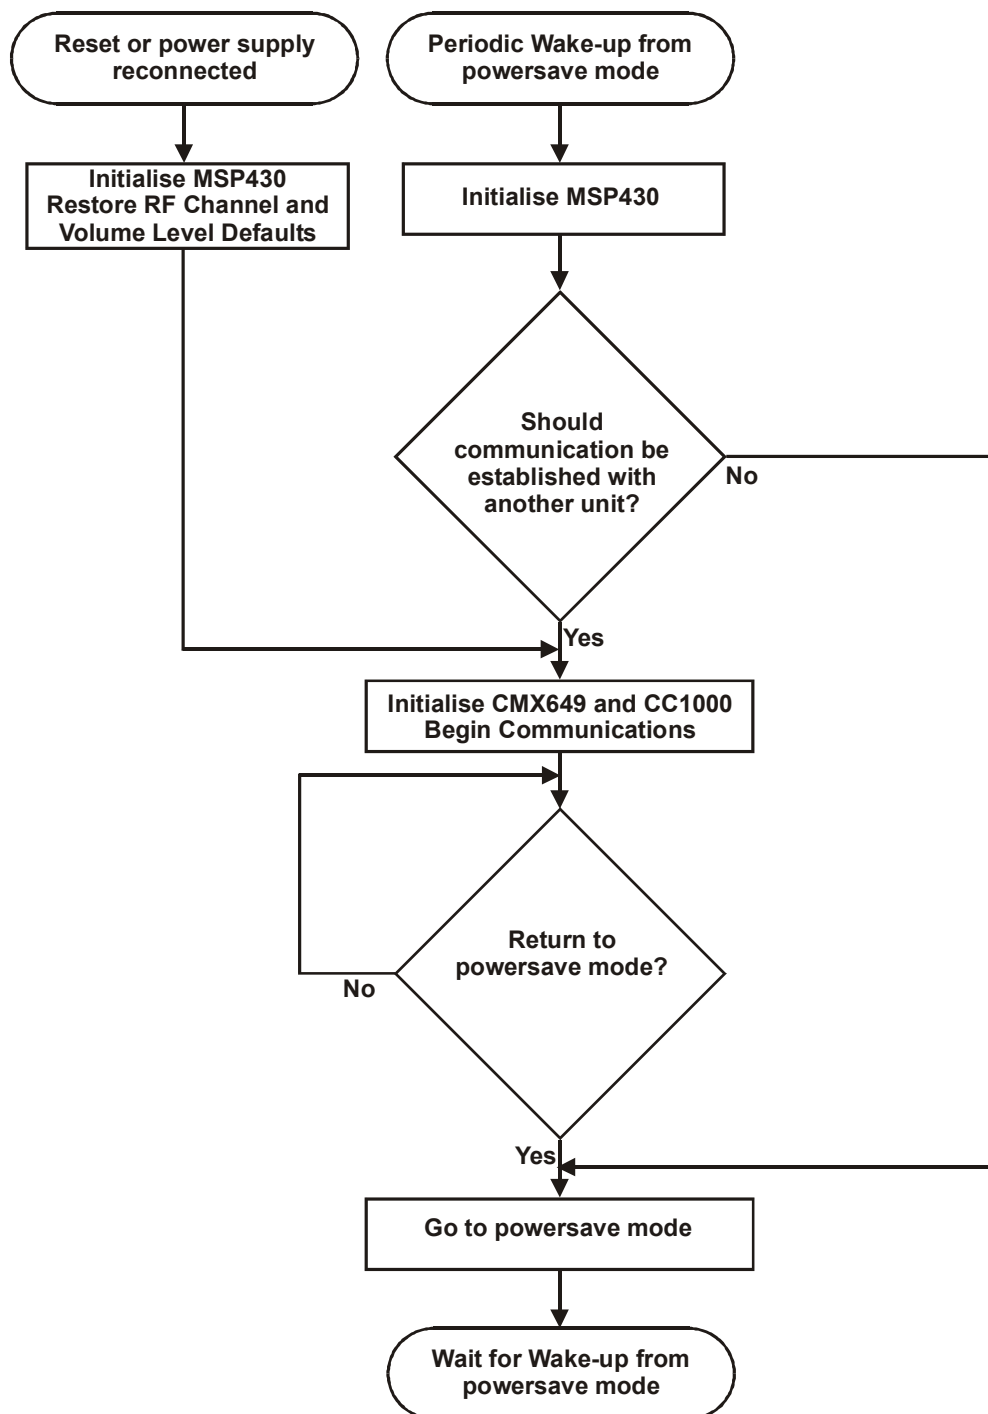 Reset or power supply
reconnected
Periodic Wake-up from
powersave mode
Initialise MSP430
Restore RF Channel and
Volume Level Defaults
Initialise MSP430
Should
communication be
established with
another unit?
No
Yes
Initialise CMX649 and CC1000
Begin Communications
Return to
powersave mode?
No
Yes
Go to powersave mode
Wait for Wake-up from
powersave mode